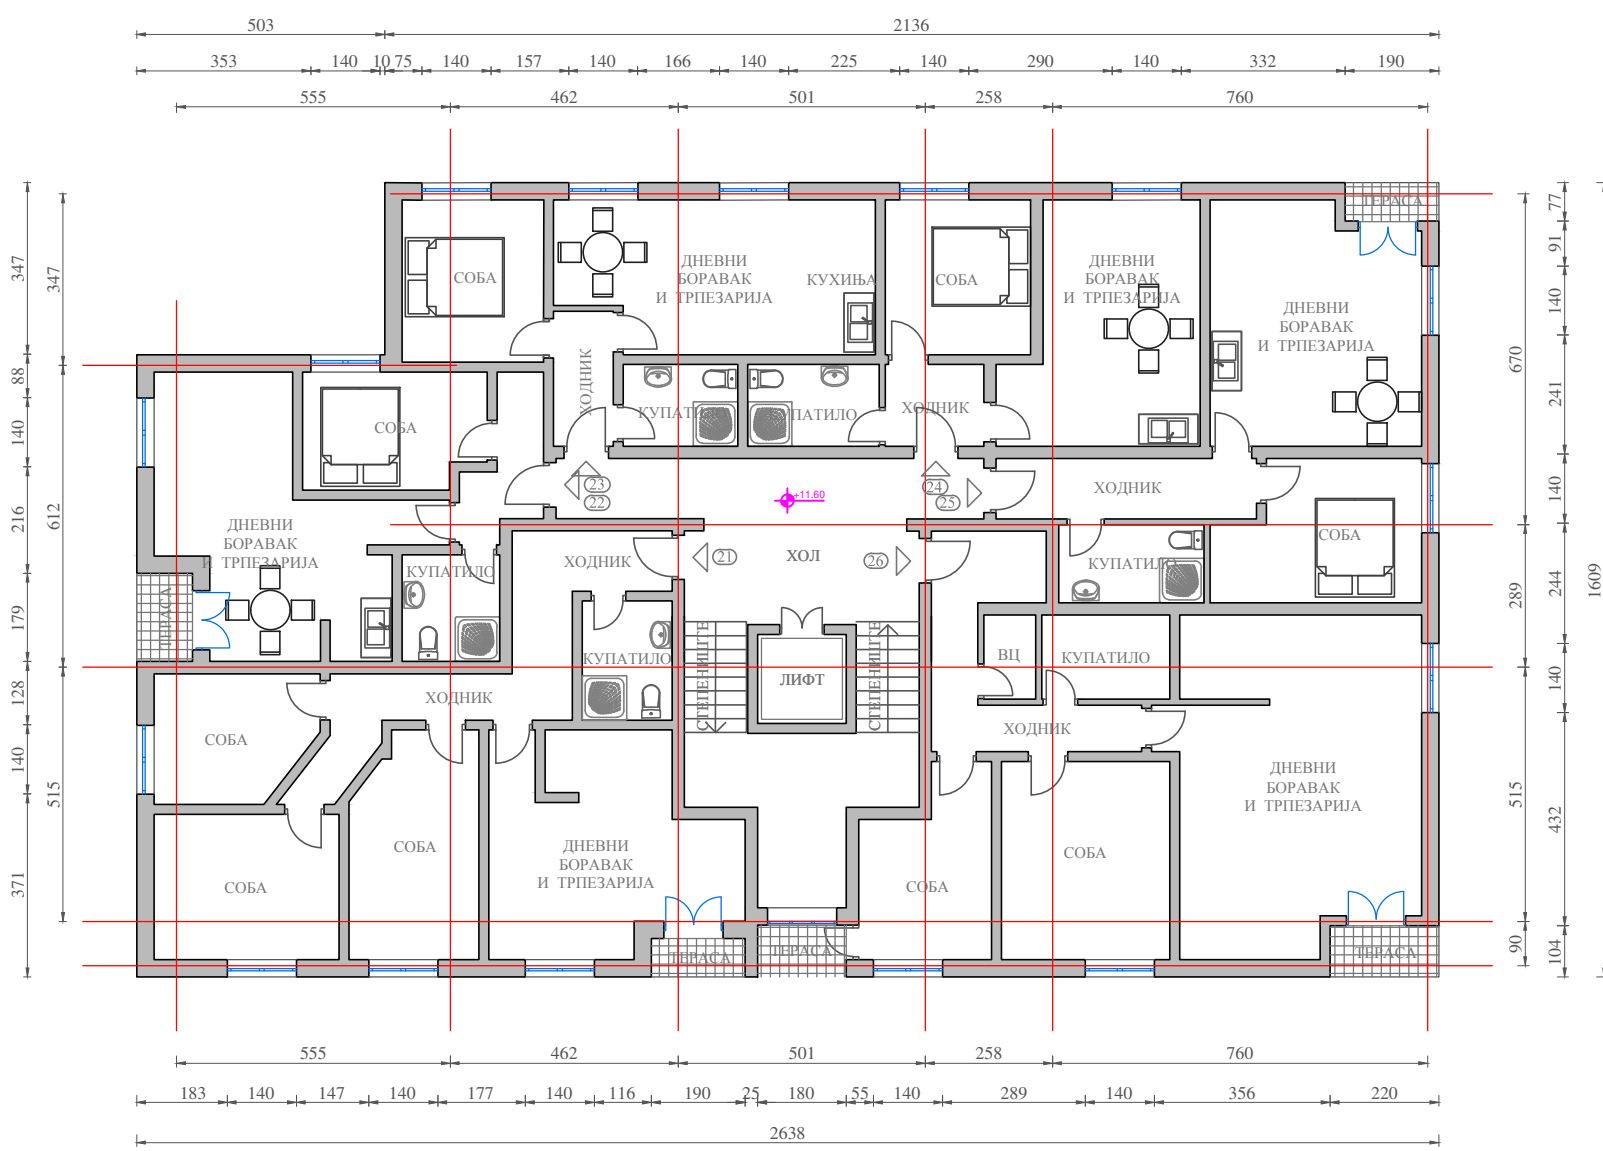 503 2136
353 140 10 75 140 157 140 166 140 225 140 290 140 332 190
555 462 501 258 760
ТЕРАСА
77
91
140
241
140
244
140
432
104
1609
670
289
515
90
347
88
140
216
179
128
140
371
347
612
515
СОБА
ДНЕВНИ
БОРАВАК
И ТРПЕЗАРИЈА
КУХИЊА
СОБА
ДНЕВНИ
БОРАВАК
И ТРПЕЗАРИЈА
ДНЕВНИ
БОРАВАК
И ТРПЕЗАРИЈА
ХОДНИК
КУПАТИЛО
КУПАТИЛО
ХОДНИК
СОБА
23
22
+11.60
24
25
ХОДНИК
СОБА
ДНЕВНИ
БОРАВАК
И ТРПЕЗАРИЈА
КУПАТИЛО
ХОДНИК
21
ХОЛ
26
КУПАТИЛО
ТЕРАСА
СТЕПЕНИШТЕ
ЛИФТ
СТЕПЕНИШТЕ
КУПАТИЛО
ВЦ
КУПАТИЛО
ХОДНИК
СОБА
ХОДНИК
ДНЕВНИ
БОРАВАК
И ТРПЕЗАРИЈА
СОБА
СОБА
ДНЕВНИ
БОРАВАК
И ТРПЕЗАРИЈА
СОБА
СОБА
ТЕРАСА
ТЕРАСА
ТЕРАСА
555 462 501 258 760
183 140 147 140 177 140 116 190 25 180 55 140 289 140 356 220
2638